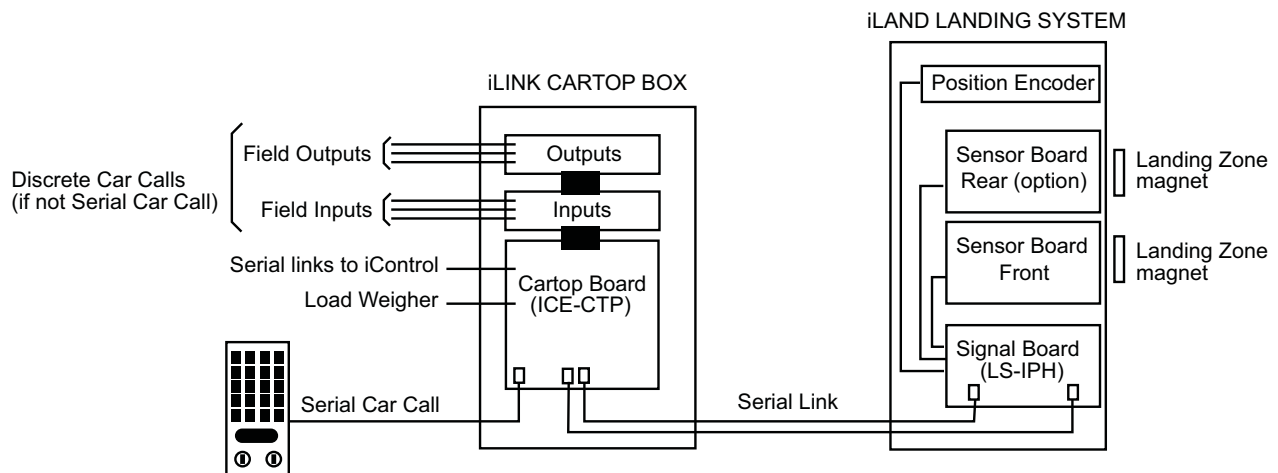 iLAND LANDING SYSTEM
Position Encoder
iLINK CARTOP BOX
Sensor Board
Rear (option)
Landing Zone
magnet
Field Outputs
Outputs
Discrete Car Calls
(if not Serial Car Call)
Field Inputs
Inputs
Sensor Board
Front
Landing Zone
magnet
Serial links to iControl
Load Weigher
Cartop Board
(ICE-CTP)
Signal Board
(LS-IPH)
Serial Car Call
Serial Link